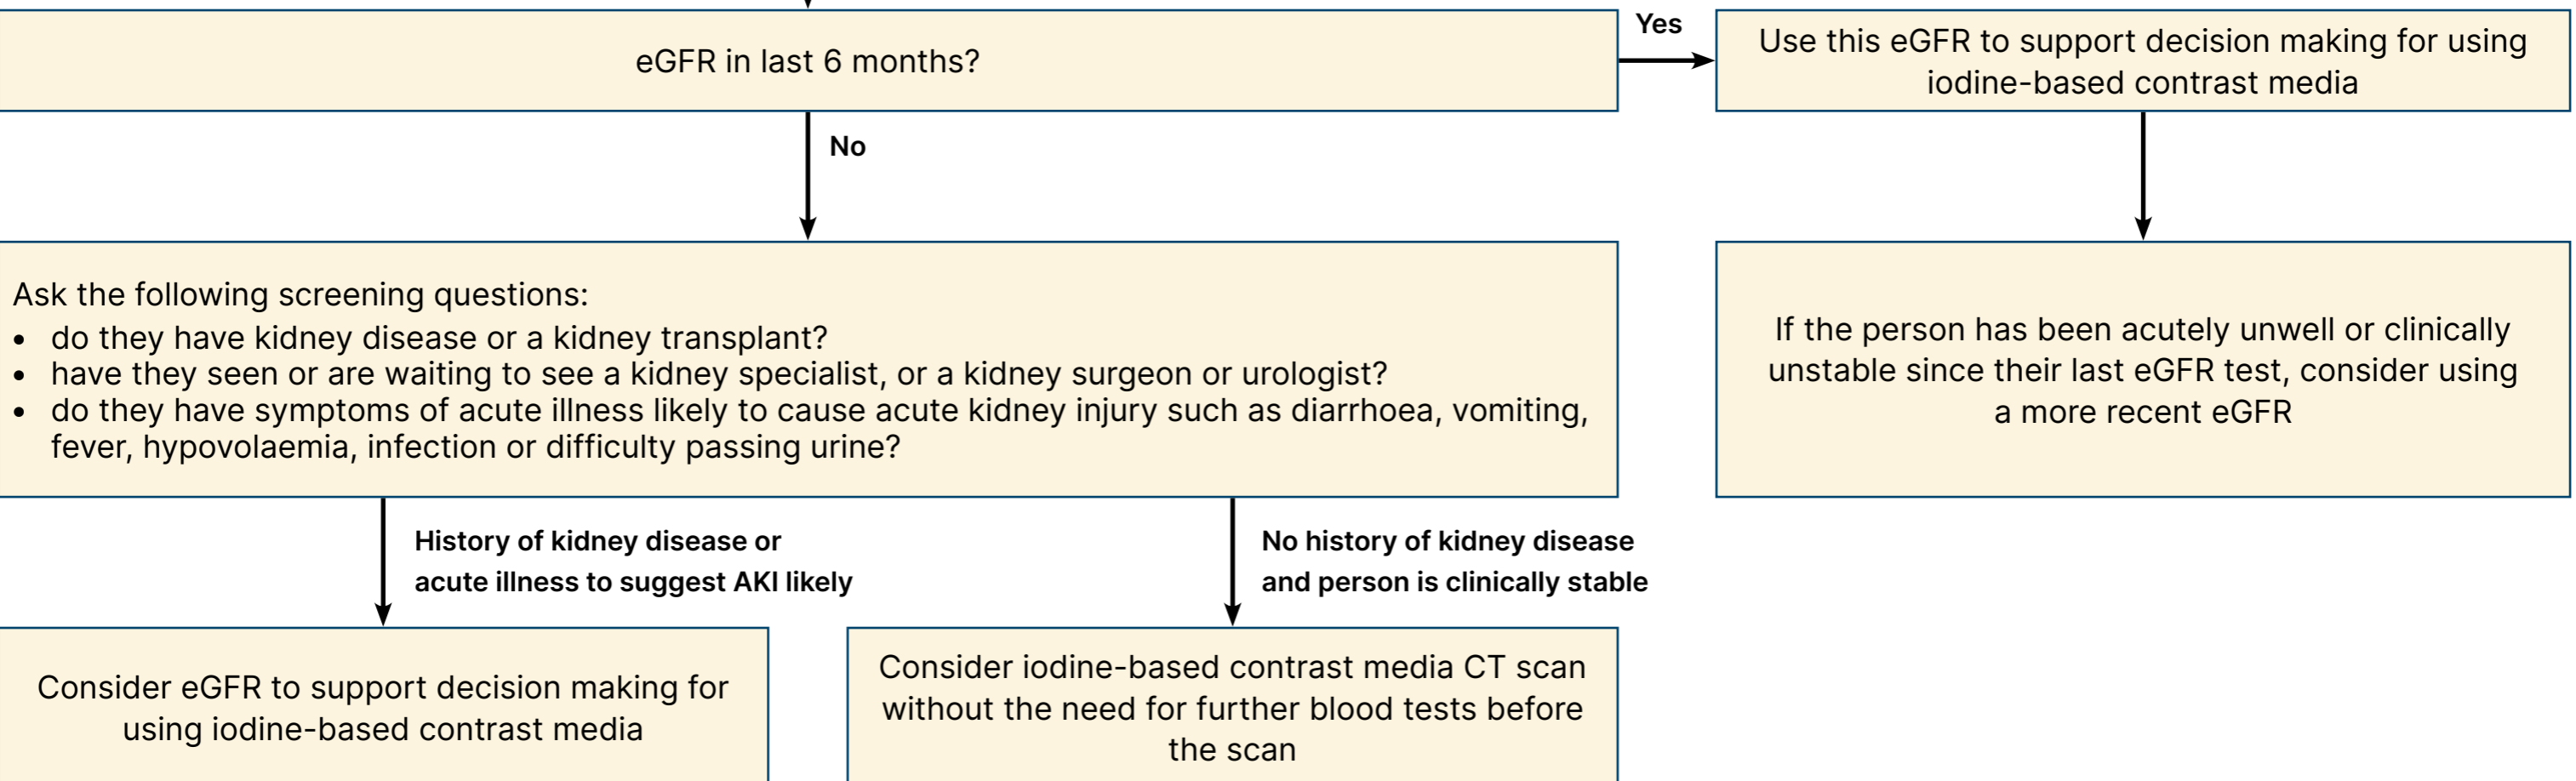 eGFR in last 6 months?
Yes
Use this eGFR to support decision making for using
iodine-based contrast media
No
Ask the following screening questions:
• do they have kidney disease or a kidney transplant?
• have they seen or are waiting to see a kidney specialist, or a kidney surgeon or urologist?
• do they have symptoms of acute illness likely to cause acute kidney injury such as diarrhoea, vomiting,
fever, hypovolaemia, infection or difficulty passing urine?
If the person has been acutely unwell or clinically
unstable since their last eGFR test, consider using
a more recent eGFR
History of kidney disease or
acute illness to suggest AKI likely
No history of kidney disease
and person is clinically stable
Consider eGFR to support decision making for
using iodine-based contrast media
Consider iodine-based contrast media CT scan
without the need for further blood tests before
the scan